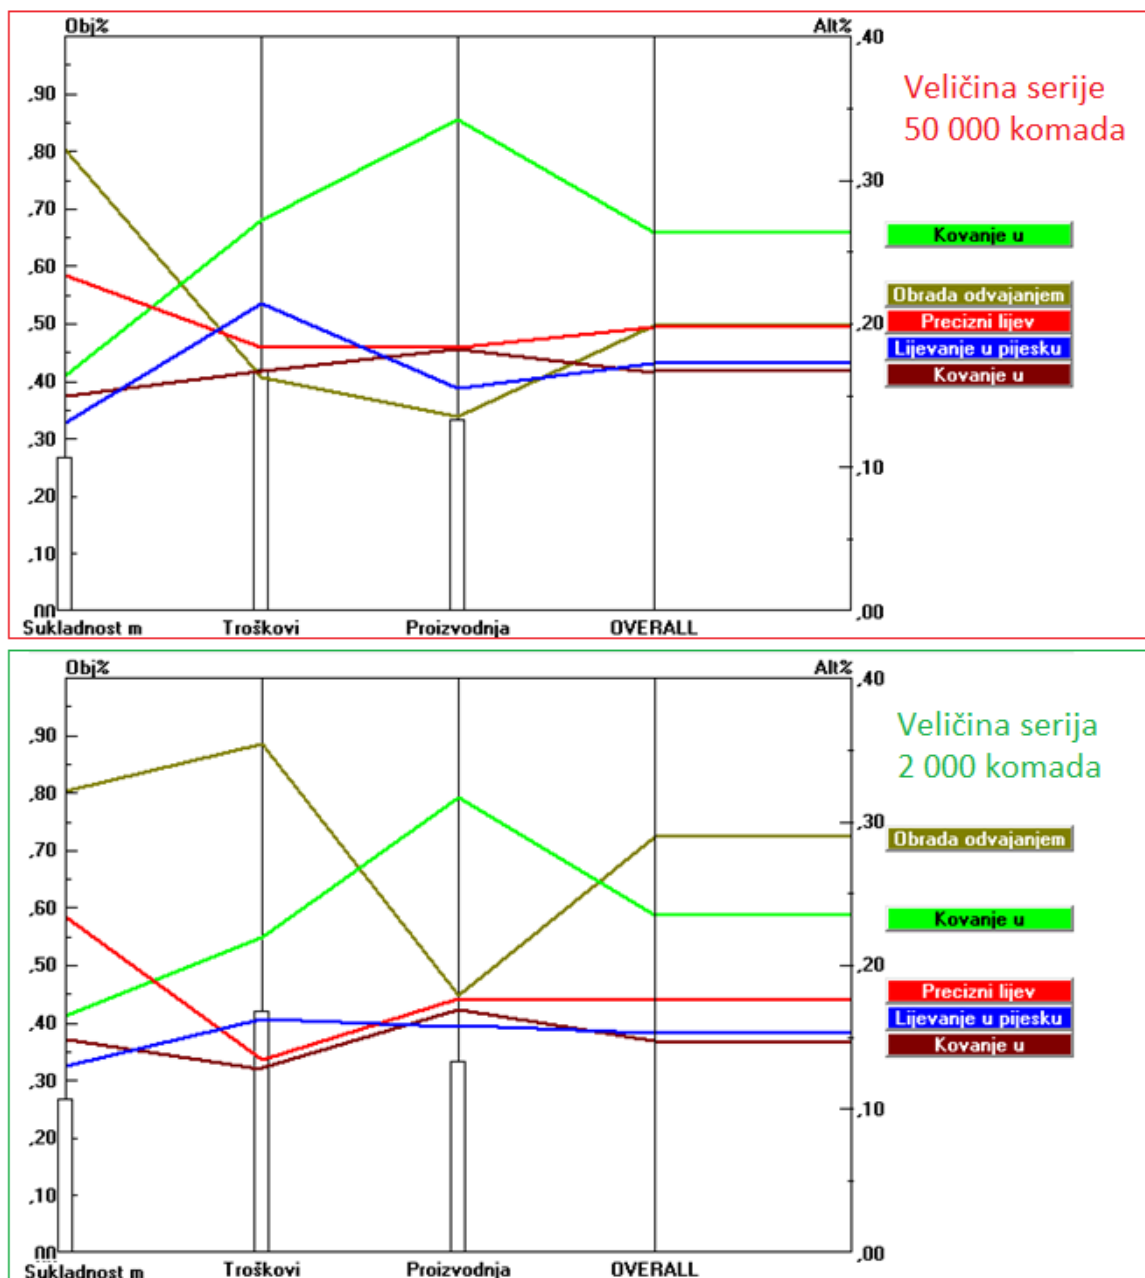 Obj%
Alt%
,90
,80
,70
,60
,50
,40
,30
,20
,10
,00
,40
,30
,20
,10
,00
Sukladnost m
Troškovi
Proizvodnja
OVERALL
Veličina serije
50 000 komada
Kovanje u
Obrada odvajanjem
Precizni lijev
Lijevanje u pijesku
Kovanje u
Obj%
Alt%
,90
,80
,70
,60
,50
,40
,30
,20
,10
,00
,40
,30
,20
,10
,00
Sukladnost m
Troškovi
Proizvodnja
OVERALL
Veličina serija
2 000 komada
Obrada odvajanjem
Kovanje u
Precizni lijev
Lijevanje u pijesku
Kovanje u